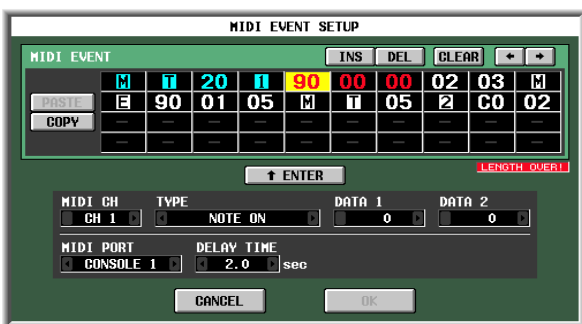 MIDI EVENT SETUP
MIDI EVENT INS DEL CLEAR ← →
M T 20 1 90 00 00 02 03 M
PASTE E 90 01 05 M T 05 2 C0 02
COPY – – – – – – – – – –
– – – – – – – – – –
↑ ENTER LENGTH OVER!
MIDI CH TYPE DATA 1 DATA 2
CH 1 NOTE ON 0 0
MIDI PORT DELAY TIME
CONSOLE 1 2.0 sec
CANCEL OK